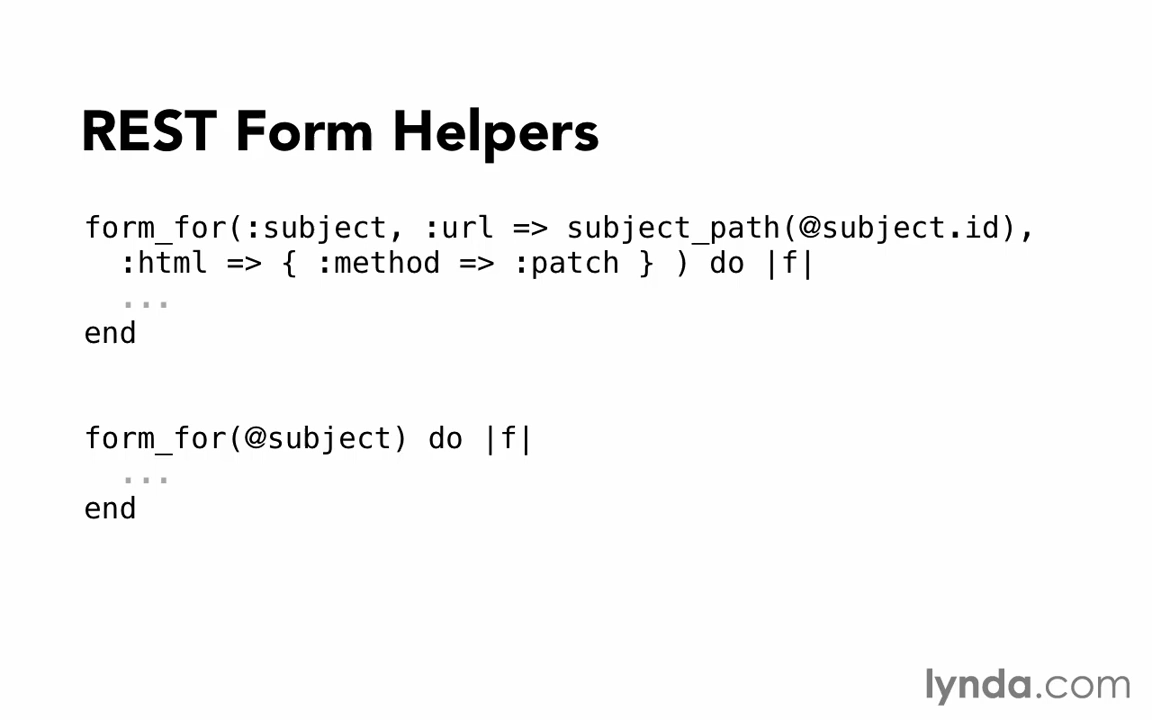 REST Form Helpers
form_for(:subject, :url => subject_path(@subject.id),
  :html => { :method => :patch } ) do |f|
  ...
end
form_for(@subject) do |f|
  ...
end
lynda.com